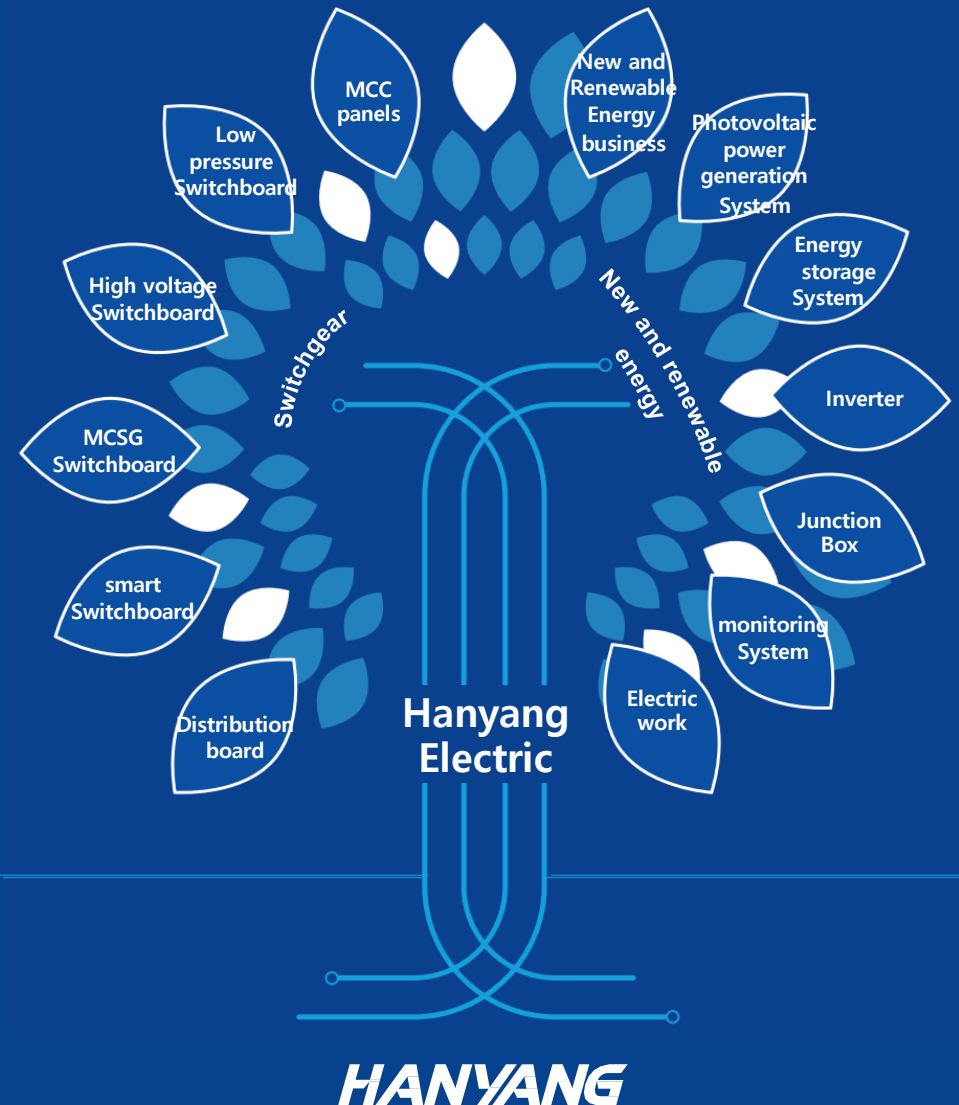 MCC
panels
New and
Renewable
Energy
business
Low
pressure
Switchboard
Photovoltaic
power
generation
System
High voltage
Switchboard
Energy
storage
System
Switchgear
New and renewable
energy
MCSG
Switchboard
Inverter
Junction
Box
smart
Switchboard
monitoring
System
Distribution
board
Electric
work
Hanyang
Electric
HANYANG